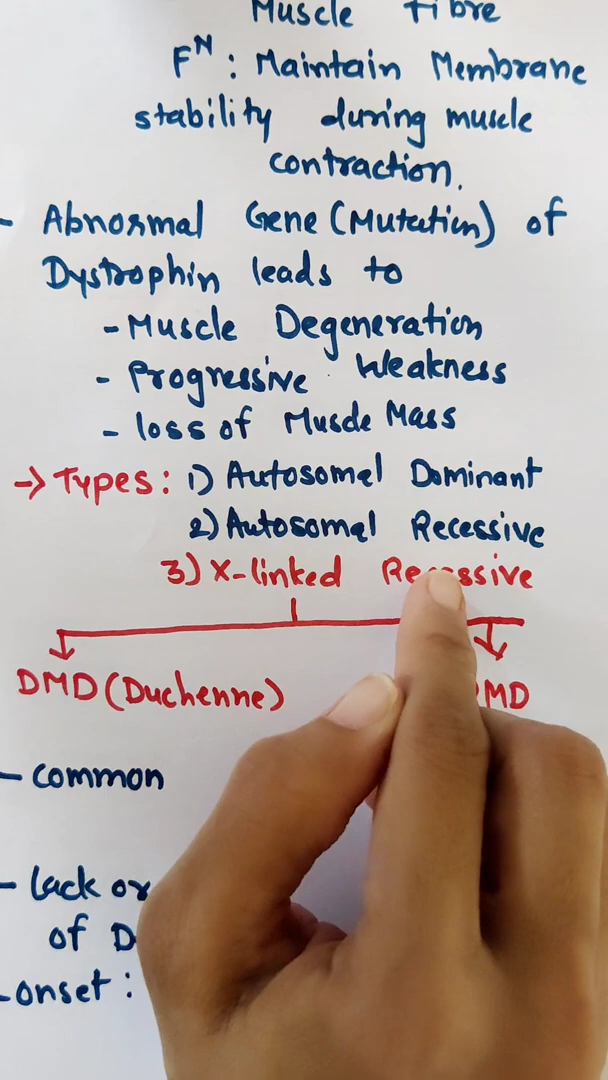 Muscle Fibre
Fᴺ: Maintain Membrane
stability during muscle
contraction.
- Abnormal Gene (Mutation) of
Dystrophin leads to
- Muscle Degeneration
- Progressive Weakness
- loss of Muscle Mass
→ Types: 1) Autosomal Dominant
2) Autosomal Recessive
3) X-linked Recessive
DMD (Duchenne)
- common
- lack or
of D
- onset: